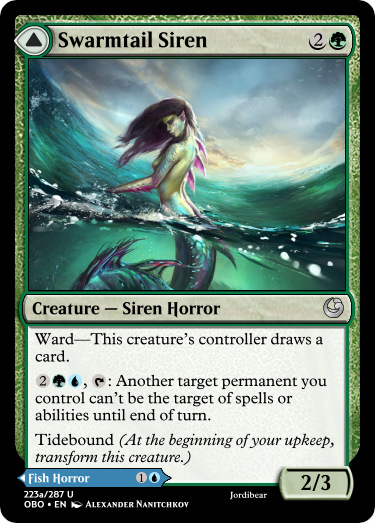 Swarmtail Siren 2
Creature — Siren Horror
Ward—This creature's controller draws a
card.
2, : Another target permanent you
control can't be the target of spells or
abilities until end of turn.
Tidebound (At the beginning of your upkeep,
transform this creature.)
Fish Horror 1
2/3
223a/287 U
OBO • EN Alexander Nanitchkov
Jordibear